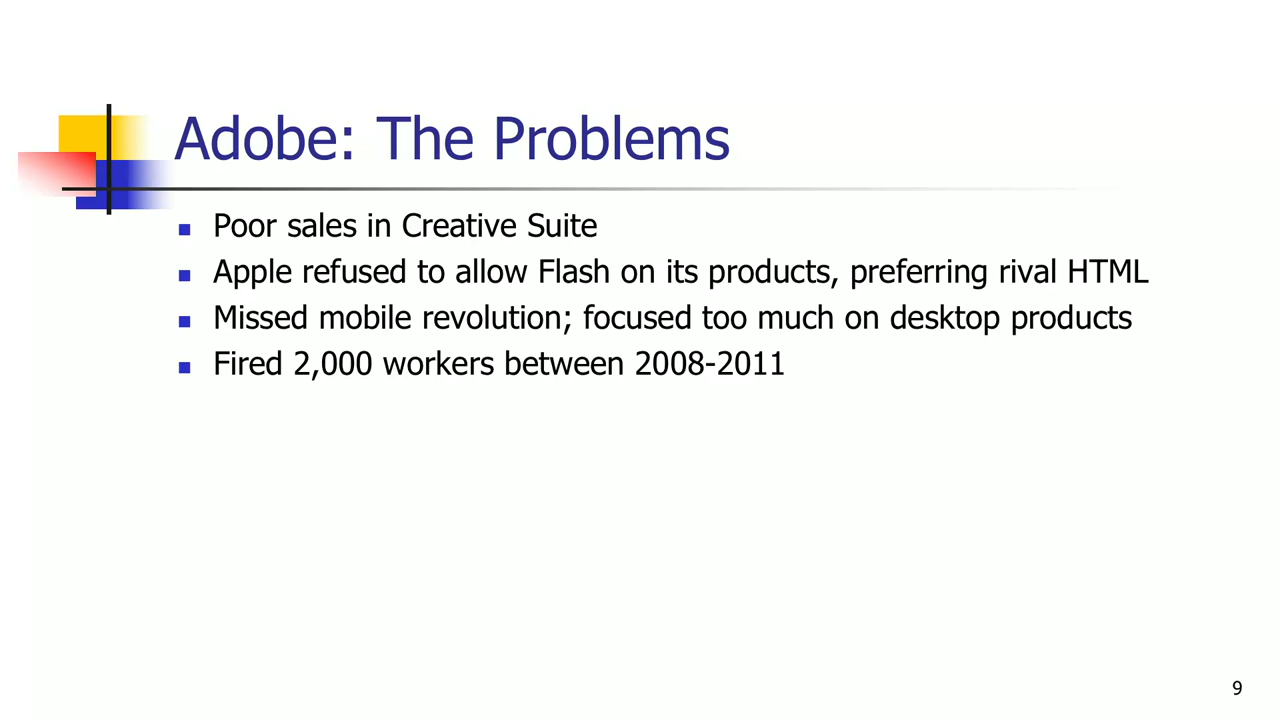 Adobe: The Problems
Poor sales in Creative Suite
Apple refused to allow Flash on its products, preferring rival HTML
Missed mobile revolution; focused too much on desktop products
Fired 2,000 workers between 2008-2011
9